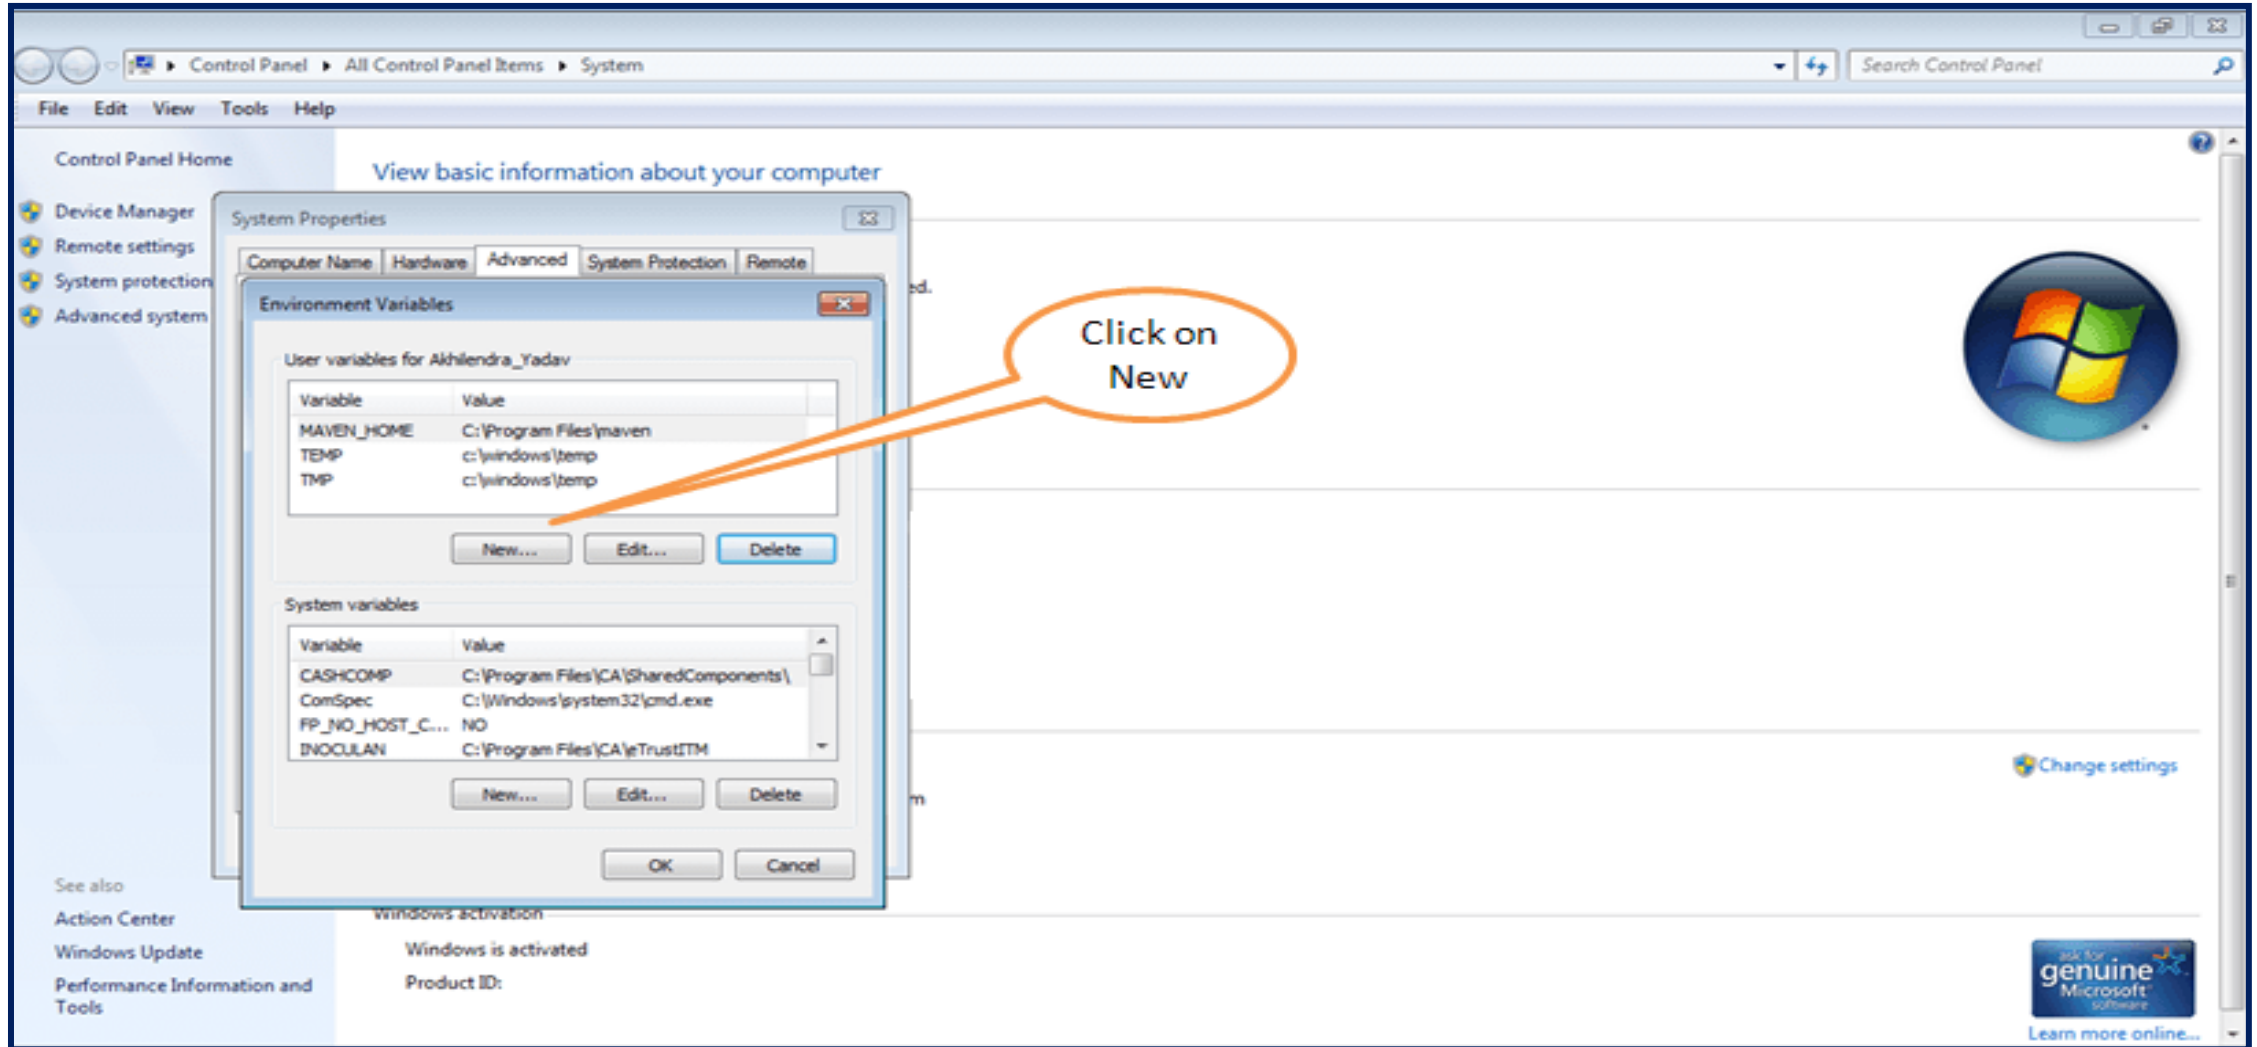 Control Panel ▸ All Control Panel Items ▸ System
Search Control Panel
File Edit View Tools Help
Control Panel Home
Device Manager
Remote settings
System protection
Advanced system
See also
Action Center
Windows Update
Performance Information and
Tools
View basic information about your computer
ed.
m
System Properties
Computer Name Hardware Advanced System Protection Remote
Environment Variables
User variables for Akhilendra_Yadav
Variable Value
MAVEN_HOME C:\Program Files\maven
TEMP c:\windows\temp
TMP c:\windows\temp
New... Edit... Delete
System variables
Variable Value
CASHCOMP C:\Program Files\CA\SharedComponents\
ComSpec C:\Windows\system32\cmd.exe
FP_NO_HOST_C... NO
INOCULAN C:\Program Files\CA\eTrustITM
New... Edit... Delete
OK Cancel
Click on
New
Change settings
Windows activation
Windows is activated
Product ID:
ask for
genuine
Microsoft
software
Learn more online...